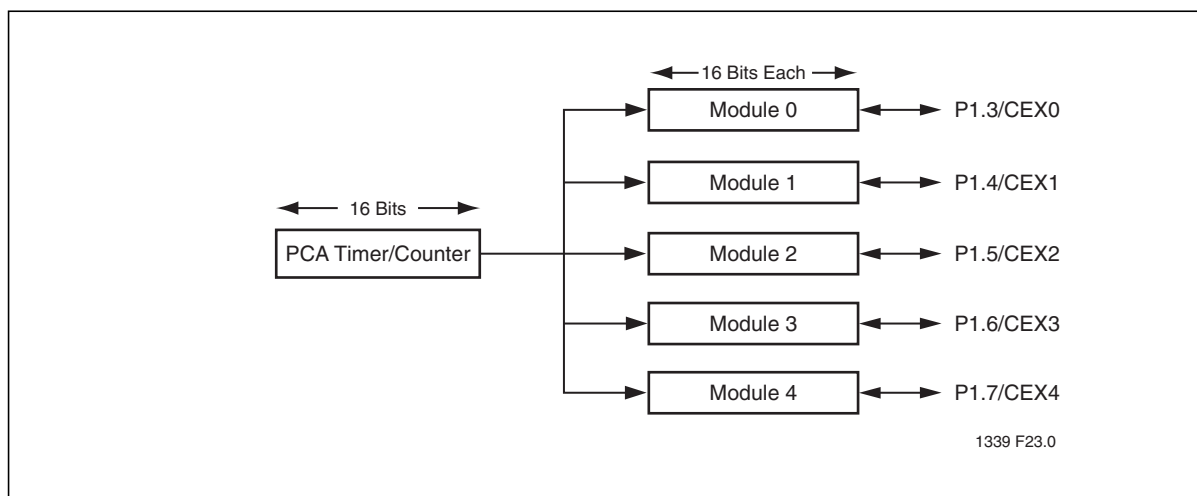 16 Bits Each
Module 0
P1.3/CEX0
Module 1
P1.4/CEX1
16 Bits
PCA Timer/Counter
Module 2
P1.5/CEX2
Module 3
P1.6/CEX3
Module 4
P1.7/CEX4
1339 F23.0